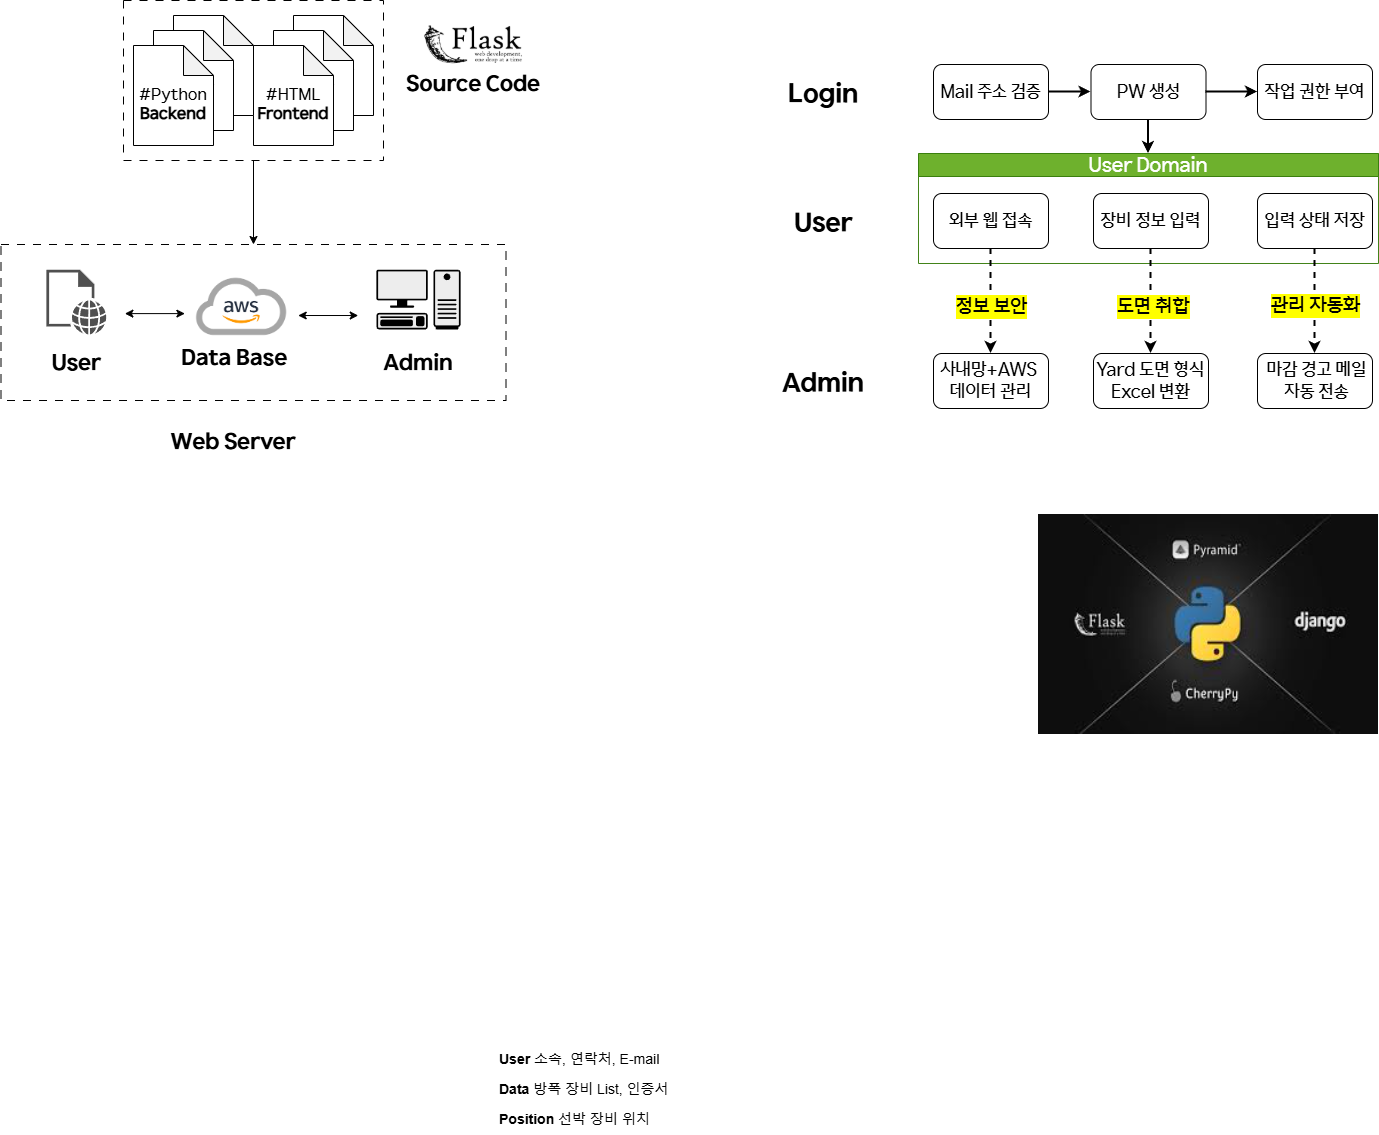 #Python
Backend
#HTML
Frontend
Flask
web development,
one drop at a time
Source Code
User
aws
Data Base
Admin
Web Server
Login
Mail 주소 검증
PW 생성
작업 권한 부여
User Domain
User
외부 웹 접속
장비 정보 입력
입력 상태 저장
정보 보안
도면 취합
관리 자동화
Admin
사내망+AWS
데이터 관리
Yard 도면 형식
Excel 변환
마감 경고 메일
자동 전송
Pyramid
Flask
django
CherryPy
User 소속, 연락처, E-mail
Data 방폭 장비 List, 인증서
Position 선박 장비 위치